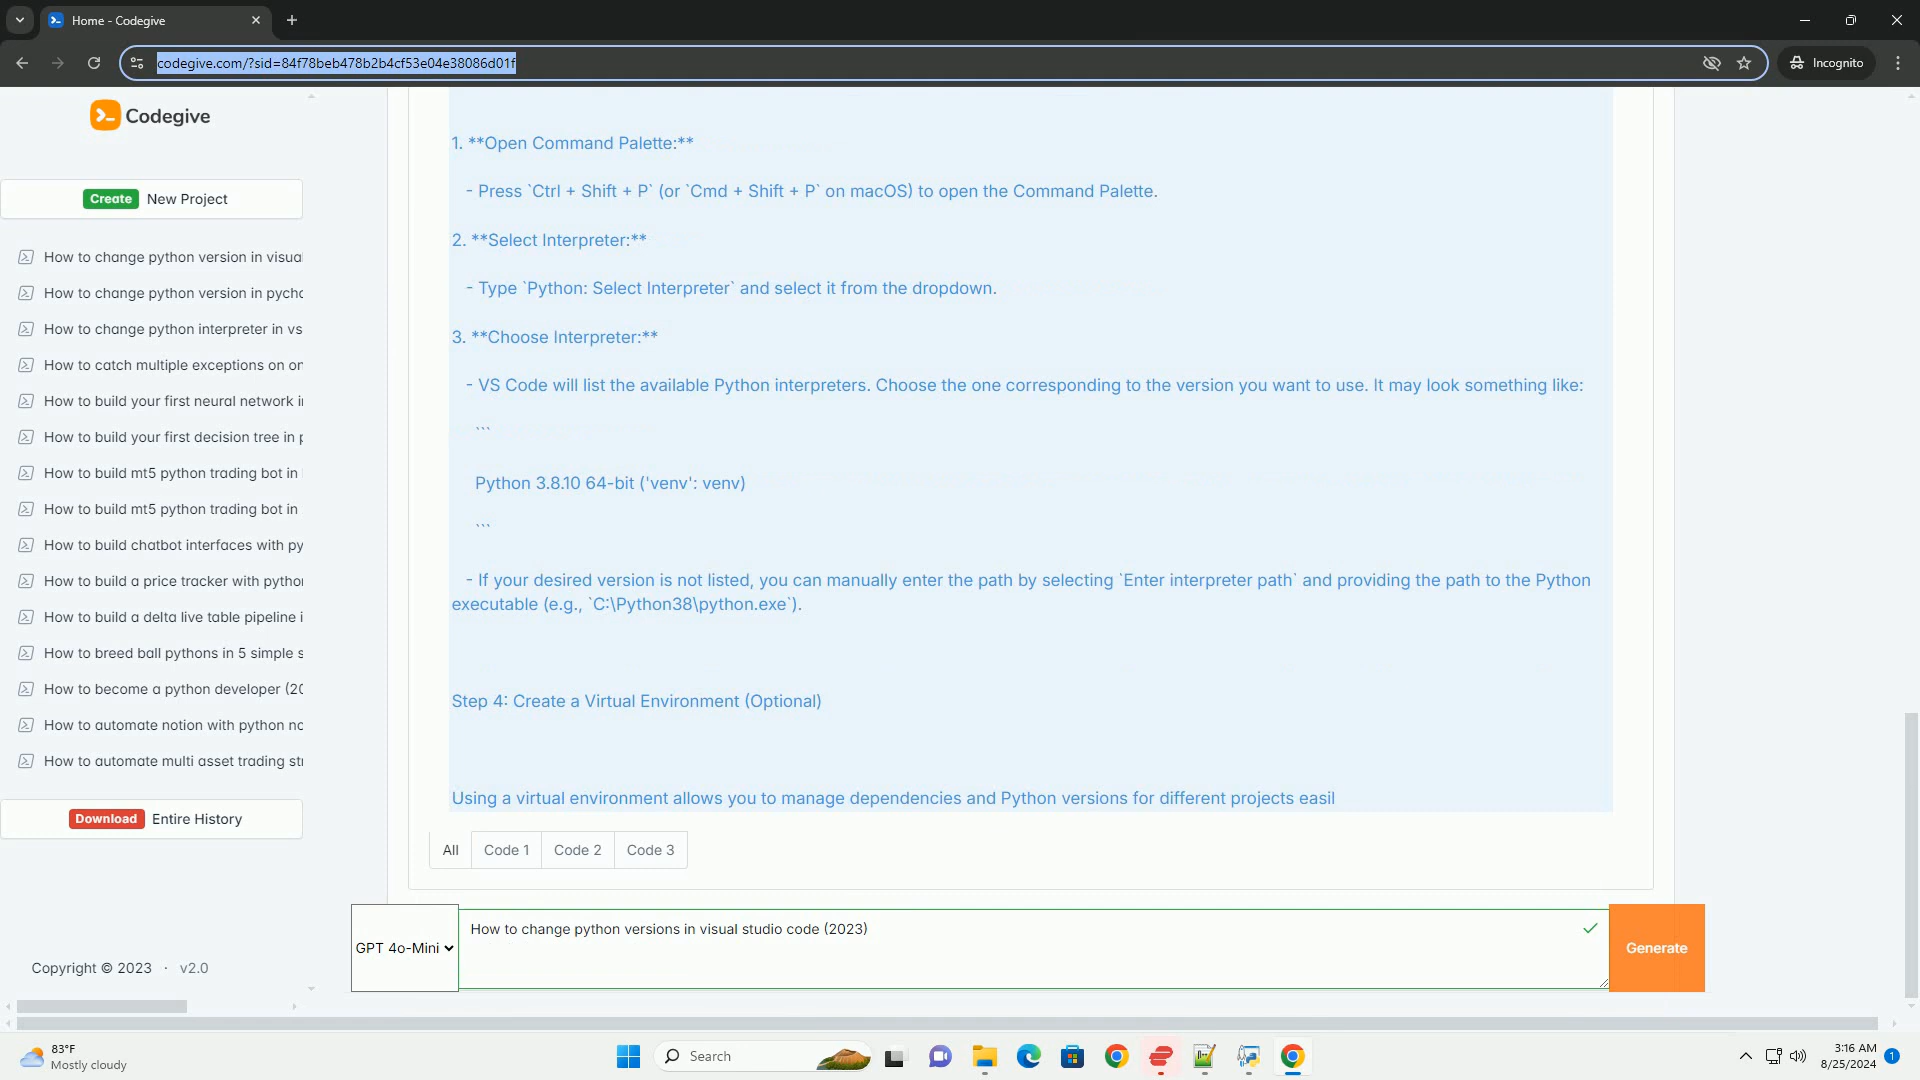 Home - Codegive
codegive.com/?sid=84f78beb478b2b4cf53e04e38086d01f
Incognito
Codegive
Create New Project
How to change python version in visua
How to change python version in pycha
How to change python interpreter in vs
How to catch multiple exceptions on on
How to build your first neural network i
How to build your first decision tree in p
How to build mt5 python trading bot in
How to build mt5 python trading bot in
How to build chatbot interfaces with py
How to build a price tracker with python
How to build a delta live table pipeline i
How to breed ball pythons in 5 simple s
How to become a python developer (20
How to automate notion with python no
How to automate multi asset trading str
Download Entire History
Copyright © 2023 · v2.0
1. **Open Command Palette:**
- Press `Ctrl + Shift + P` (or `Cmd + Shift + P` on macOS) to open the Command Palette.
2. **Select Interpreter:**
- Type `Python: Select Interpreter` and select it from the dropdown.
3. **Choose Interpreter:**
- VS Code will list the available Python interpreters. Choose the one corresponding to the version you want to use. It may look something like:
```
Python 3.8.10 64-bit ('venv': venv)
```
- If your desired version is not listed, you can manually enter the path by selecting `Enter interpreter path` and providing the path to the Python
executable (e.g., `C:\Python38\python.exe`).
Step 4: Create a Virtual Environment (Optional)
Using a virtual environment allows you to manage dependencies and Python versions for different projects easil
All Code 1 Code 2 Code 3
GPT 4o-Mini
How to change python versions in visual studio code (2023)
Generate
83°F
Mostly cloudy
Search
3:16 AM
8/25/2024
1